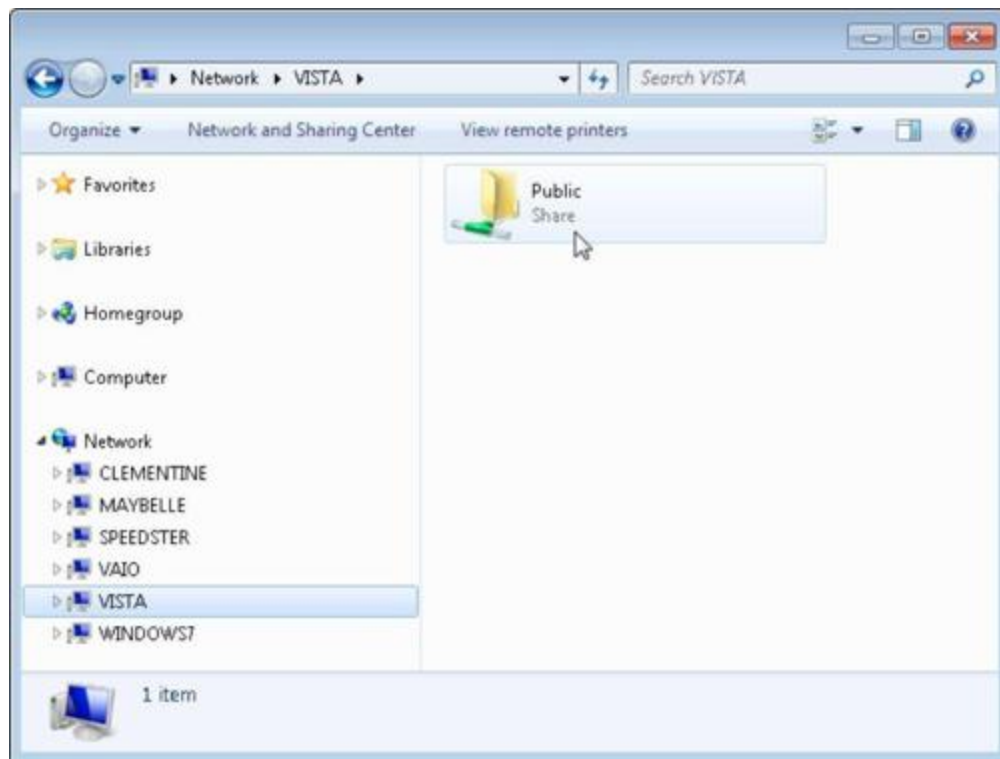 Network VISTA
Search VISTA
Organize
Network and Sharing Center
View remote printers
Favorites
Libraries
Homegroup
Computer
Network
CLEMENTINE
MAYBELLE
SPEEDSTER
VAIO
VISTA
WINDOWS7
Public
Share
1 item